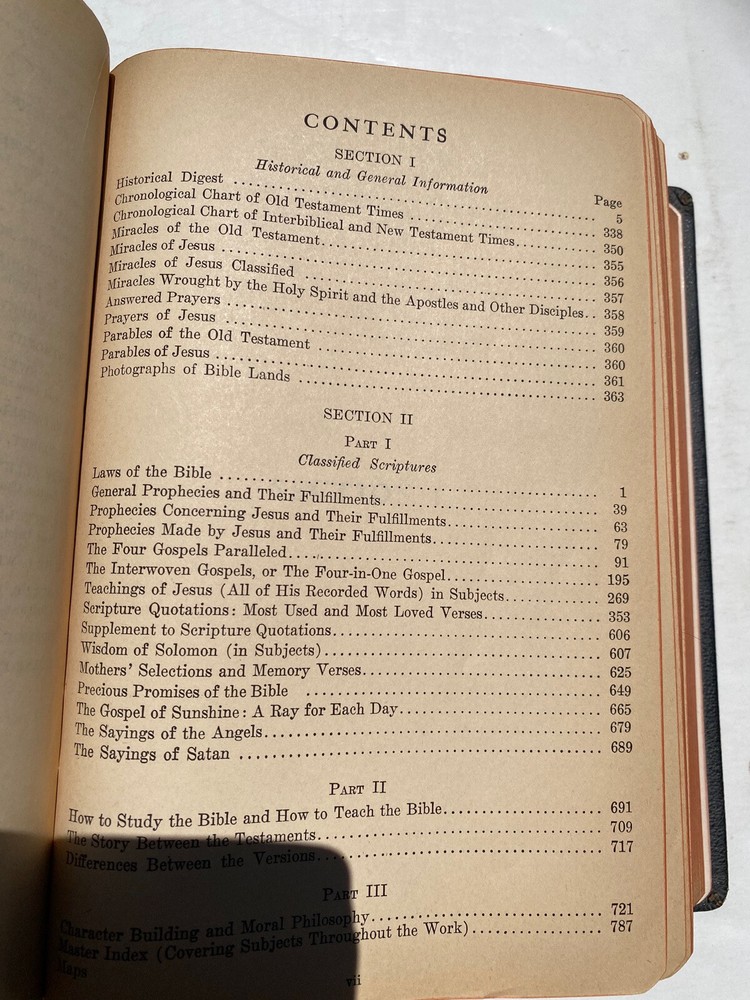 CONTENTS
SECTION I
Historical and General Information
Page
Historical Digest 5
Chronological Chart of Old Testament Times 338
Chronological Chart of Interbiblical and New Testament Times 350
Miracles of the Old Testament 355
Miracles of Jesus 356
Miracles of Jesus Classified 357
Miracles Wrought by the Holy Spirit and the Apostles and Other Disciples 358
Answered Prayers 359
Prayers of Jesus 360
Parables of the Old Testament 360
Parables of Jesus 361
Photographs of Bible Lands 363
SECTION II
PART I
Classified Scriptures
Laws of the Bible 1
General Prophecies and Their Fulfillments 39
Prophecies Concerning Jesus and Their Fulfillments 63
Prophecies Made by Jesus and Their Fulfillments 79
The Four Gospels Paralleled 91
The Interwoven Gospels, or The Four-in-One Gospel 195
Teachings of Jesus (All of His Recorded Words) in Subjects 269
Scripture Quotations: Most Used and Most Loved Verses 353
Supplement to Scripture Quotations 606
Wisdom of Solomon (in Subjects) 607
Mothers' Selections and Memory Verses 625
Precious Promises of the Bible 649
The Gospel of Sunshine: A Ray for Each Day 665
The Sayings of the Angels 679
The Sayings of Satan 689
PART II
How to Study the Bible and How to Teach the Bible 691
The Story Between the Testaments 709
Differences Between the Versions 717
PART III
Character Building and Moral Philosophy 721
Master Index (Covering Subjects Throughout the Work) 787
Maps
vii